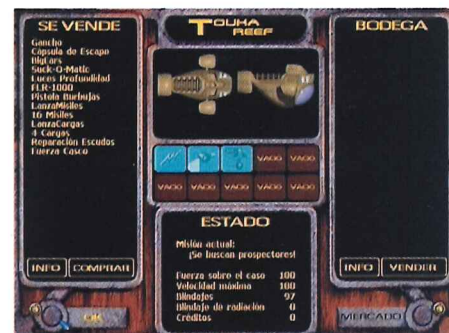 SE VENDE
Gancho
Cápsula de Escape
BigCars
Suck-O-Matic
Luces Profundidad
FLR-1000
Pistola Burbujas
LanzaMisiles
16 Misiles
LanzaCargas
4 Cargas
Reparación Escudos
Fuerza Casco
INFO COMPRAR
OK
TOUHA
REEF
VACIO VACIO
VACIO VACIO VACIO VACIO VACIO
ESTADO
Misión actual:
¡Se buscan prospectores!
Fuerza sobre el caso 100
Velocidad máxima 100
Blindajes 97
Blindaje de radiación 0
Créditos 0
BODEGA
INFO VENDER
MERCADO